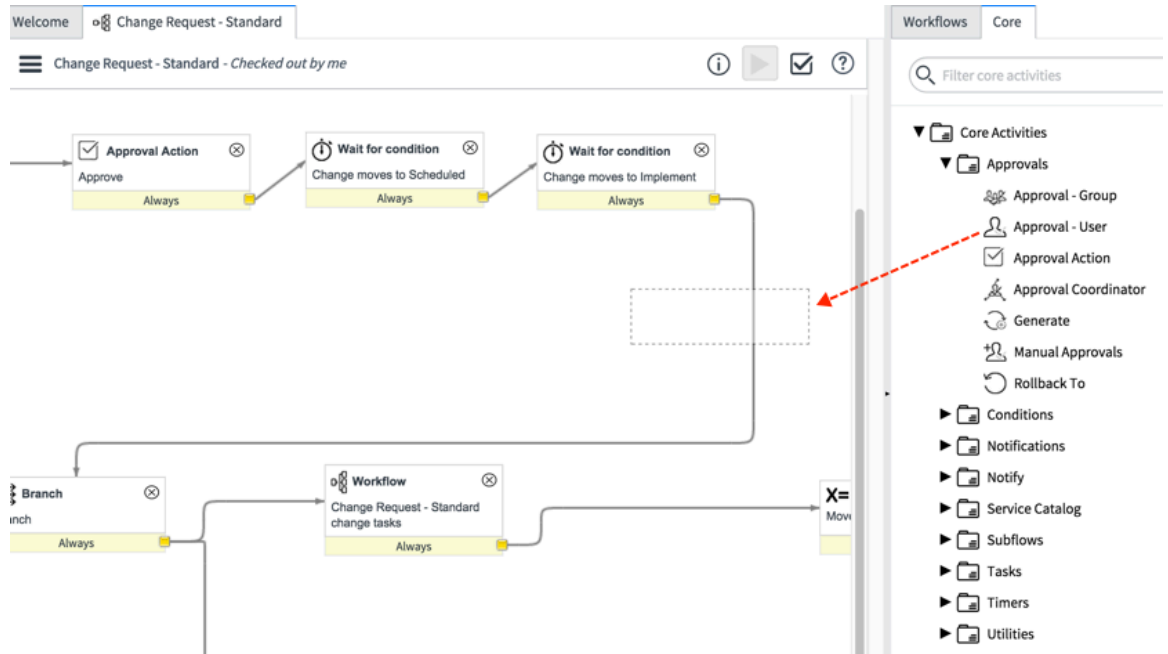 Welcome
Change Request - Standard
Workflows
Core
Change Request - Standard - Checked out by me
Filter core activities
Approval Action
Approve
Always
Wait for condition
Change moves to Scheduled
Always
Wait for condition
Change moves to Implement
Always
Branch
nch
Always
Workflow
Change Request - Standard
change tasks
Always
X=
Move
Core Activities
Approvals
Approval - Group
Approval - User
Approval Action
Approval Coordinator
Generate
Manual Approvals
Rollback To
Conditions
Notifications
Notify
Service Catalog
Subflows
Tasks
Timers
Utilities